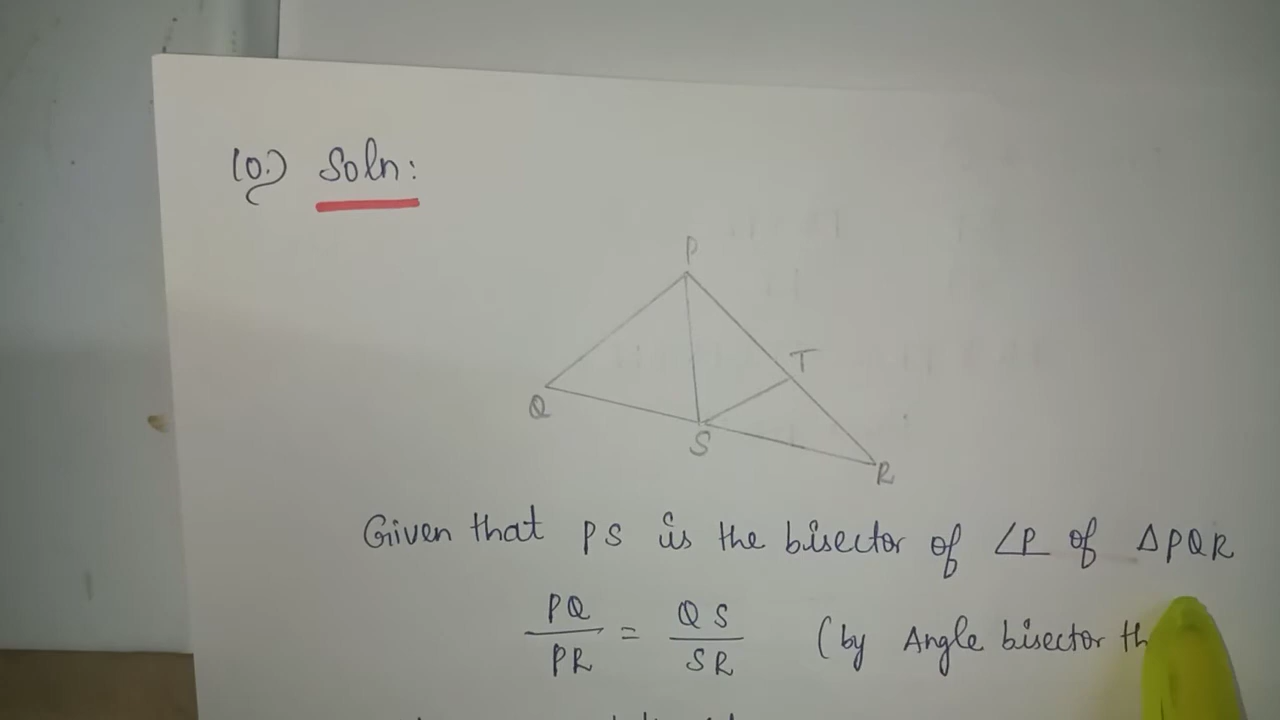 10.) Soln:
P
T
Q
S
R
Given that PS is the bisector of ∠P of ΔPQR
PQ/PR = QS/SR (by Angle bisector th